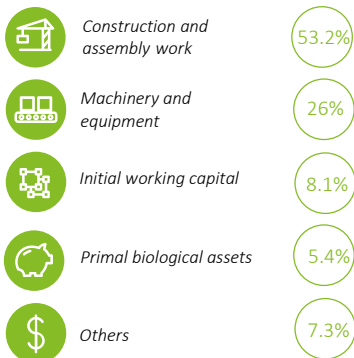 Construction and
assembly work
53.2%
Machinery and
equipment
26%
Initial working capital
8.1%
Primal biological assets
5.4%
$
Others
7.3%